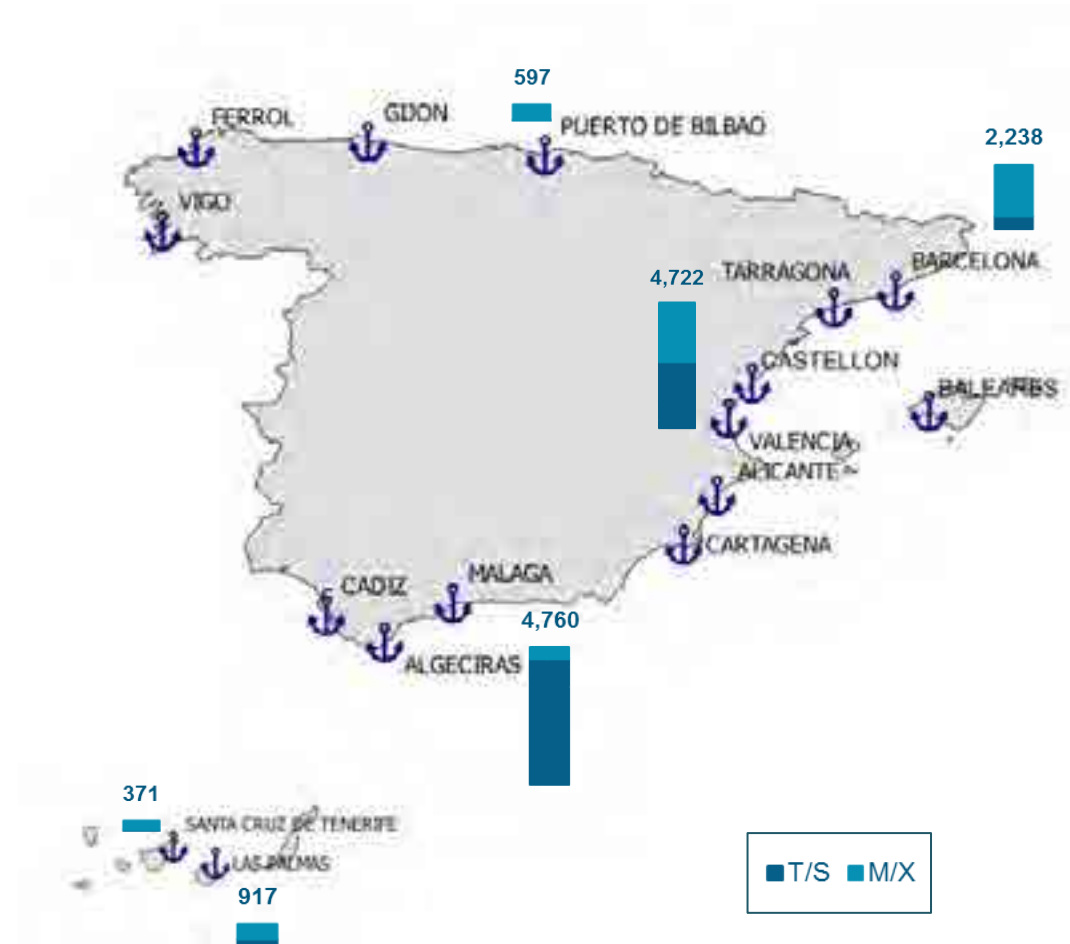 597
FERROL
GIJON
PUERTO DE BILBAO
2,238
VIGO
TARRAGONA
BARCELONA
4,722
CASTELLON
BALEARES
VALENCIA
ALICANTE
CARTAGENA
CADIZ
MALAGA
4,760
ALGECIRAS
371
SANTA CRUZ DE TENERIFE
LAS PALMAS
917
T/S M/X